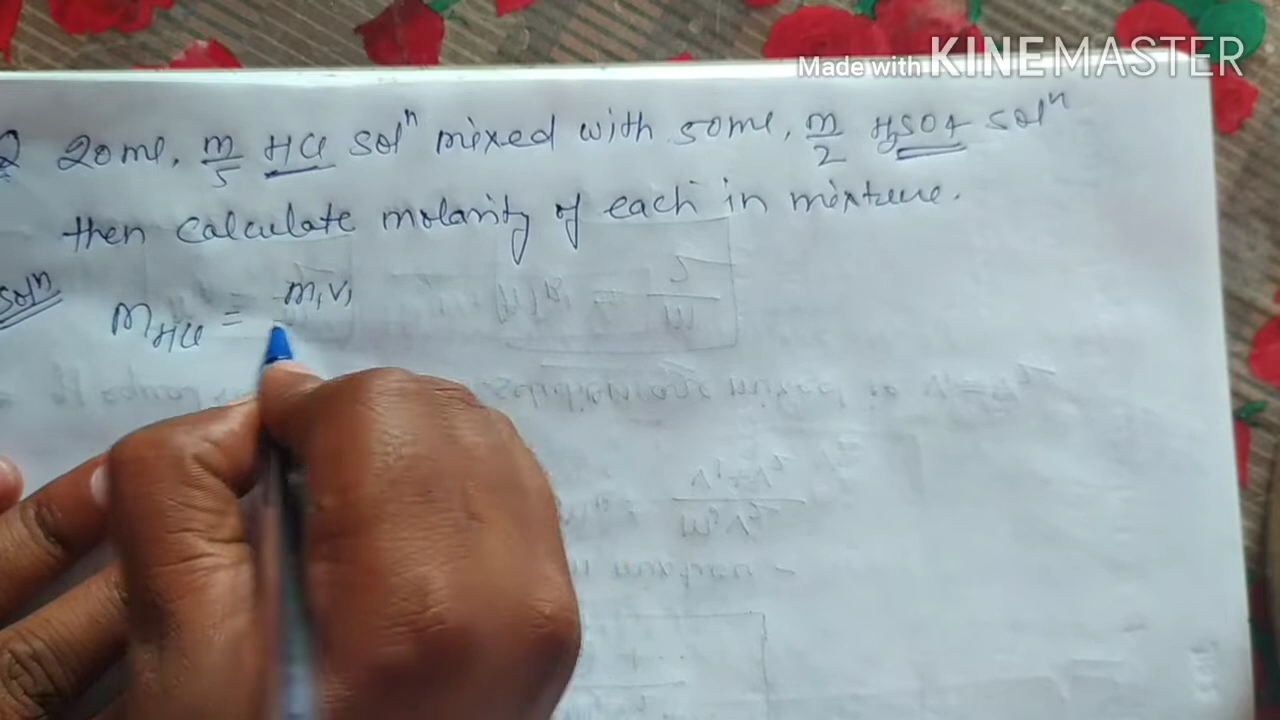 Made with KINEMASTER
Q 20ml, m/5 HCl solⁿ mixed with 50ml, m/2 H₂SO₄ solⁿ
then calculate molarity of each in mixture.
solⁿ
m_HCl = m₁v₁